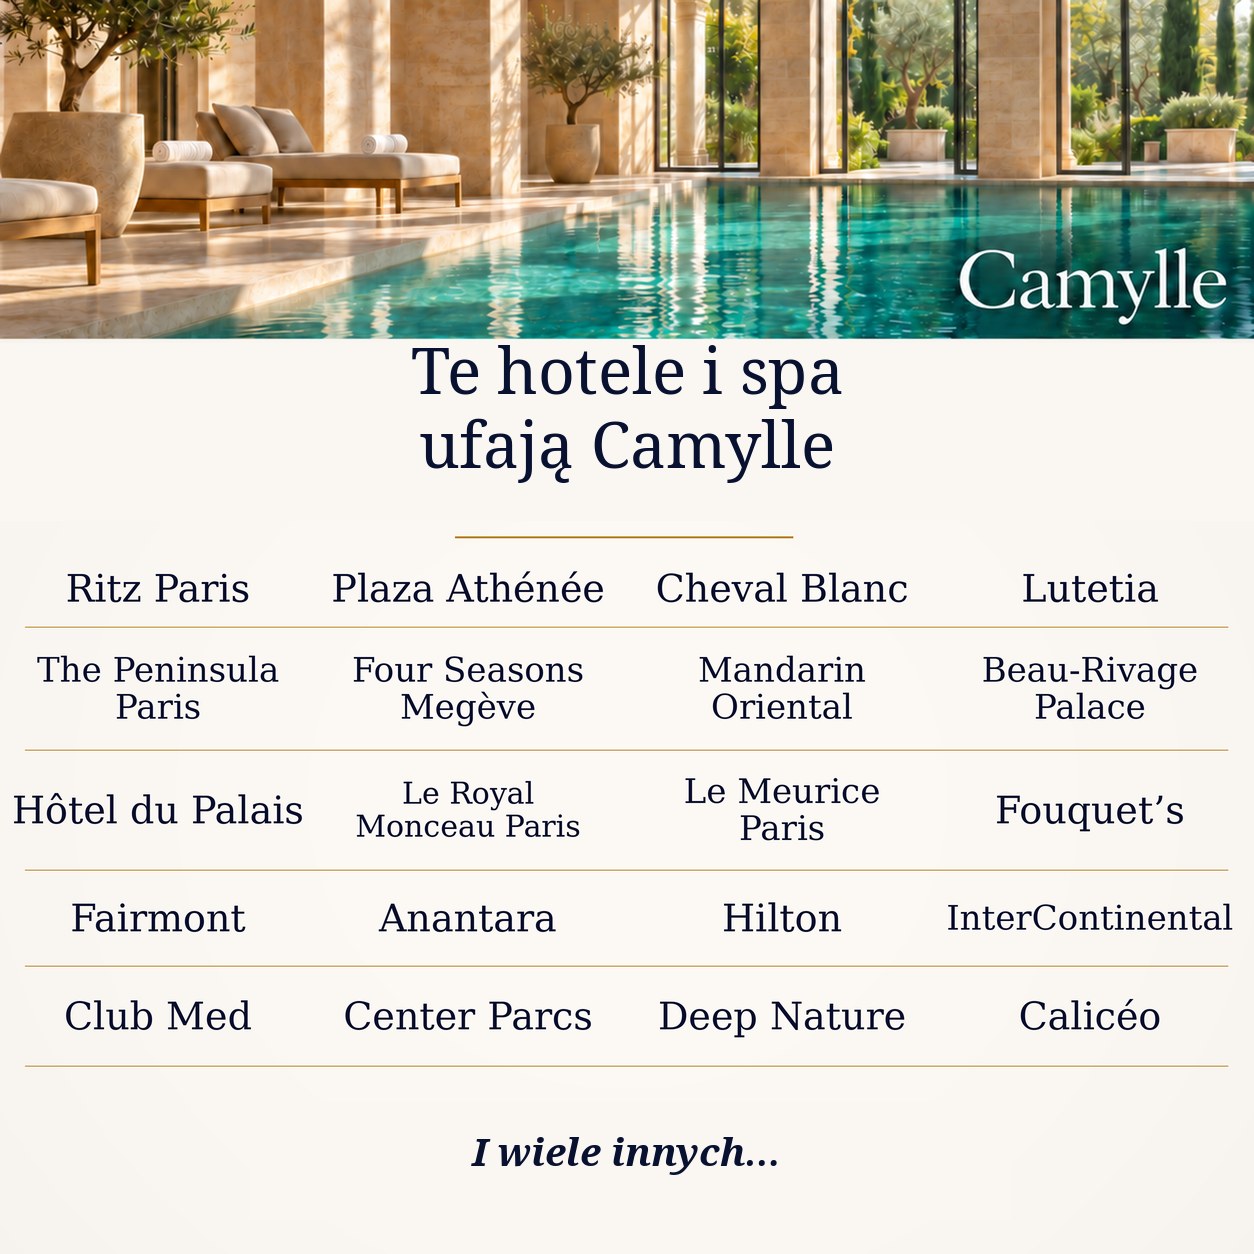 Camylle
Te hotele i spa
ufają Camylle
Ritz Paris
Plaza Athénée
Cheval Blanc
Lutetia
The Peninsula
Paris
Four Seasons
Megève
Mandarin
Oriental
Beau-Rivage
Palace
Hôtel du Palais
Le Royal
Monceau Paris
Le Meurice
Paris
Fouquet’s
Fairmont
Anantara
Hilton
InterContinental
Club Med
Center Parcs
Deep Nature
Calicéo
I wiele innych...